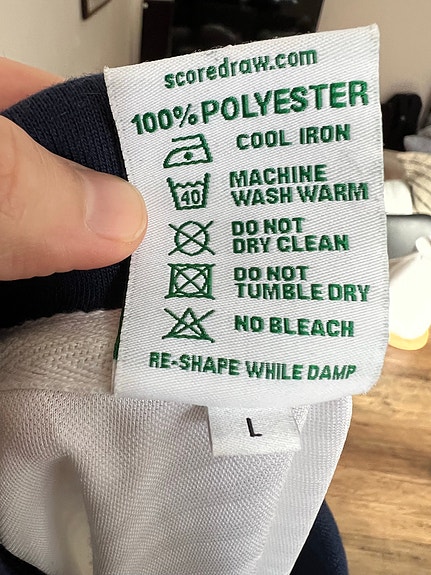 scoredraw.com
100% POLYESTER
COOL IRON
40
MACHINE
WASH WARM
DO NOT
DRY CLEAN
DO NOT
TUMBLE DRY
NO BLEACH
RE-SHAPE WHILE DAMP
L